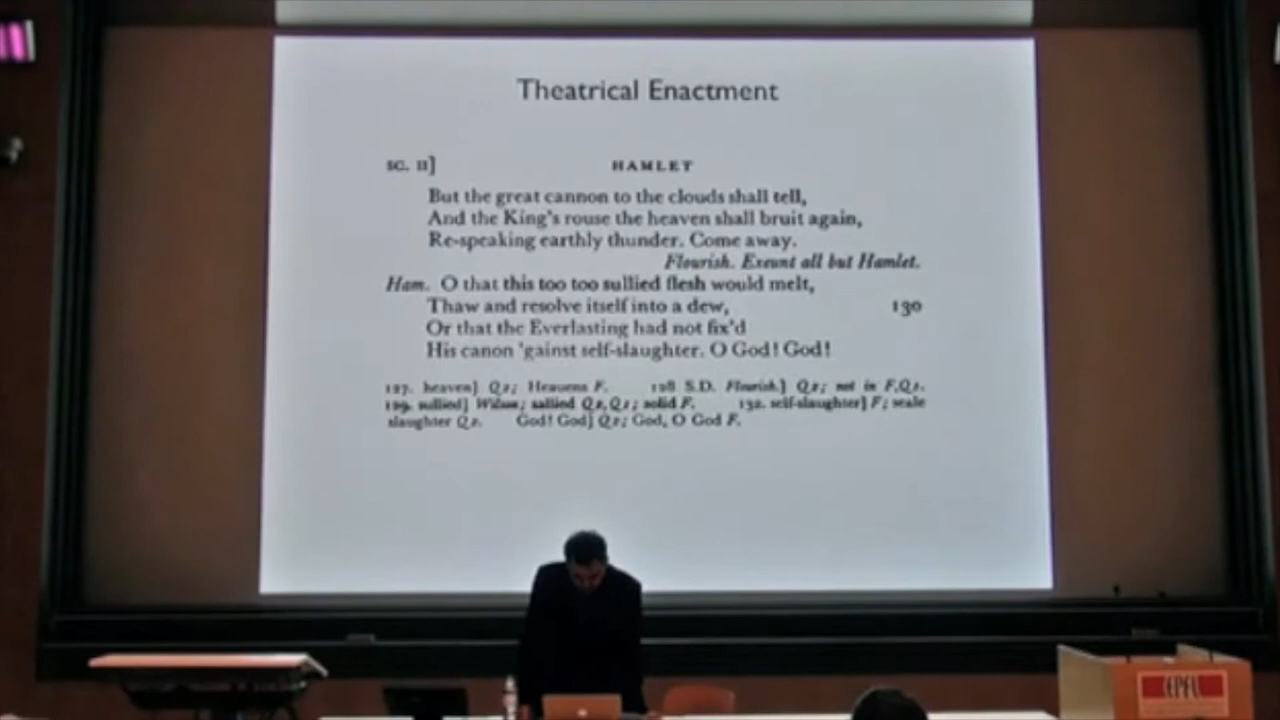 Theatrical Enactment
SC. II] HAMLET
But the great cannon to the clouds shall tell,
And the King's rouse the heaven shall bruit again,
Re-speaking earthly thunder. Come away.
Flourish. Exeunt all but Hamlet.
Ham. O that this too too sullied flesh would melt,
Thaw and resolve itself into a dew, 130
Or that the Everlasting had not fix'd
His canon 'gainst self-slaughter. O God! God!
127. heaven] Q2; Heauens F. 128 S.D. Flourish.] Q2; not in F,Q1.
129. sullied] Wilson; sallied Q2,Q1; solid F. 132. self-slaughter] F; seale
slaughter Q2. God! God] Q2; God, O God F.
EPFL